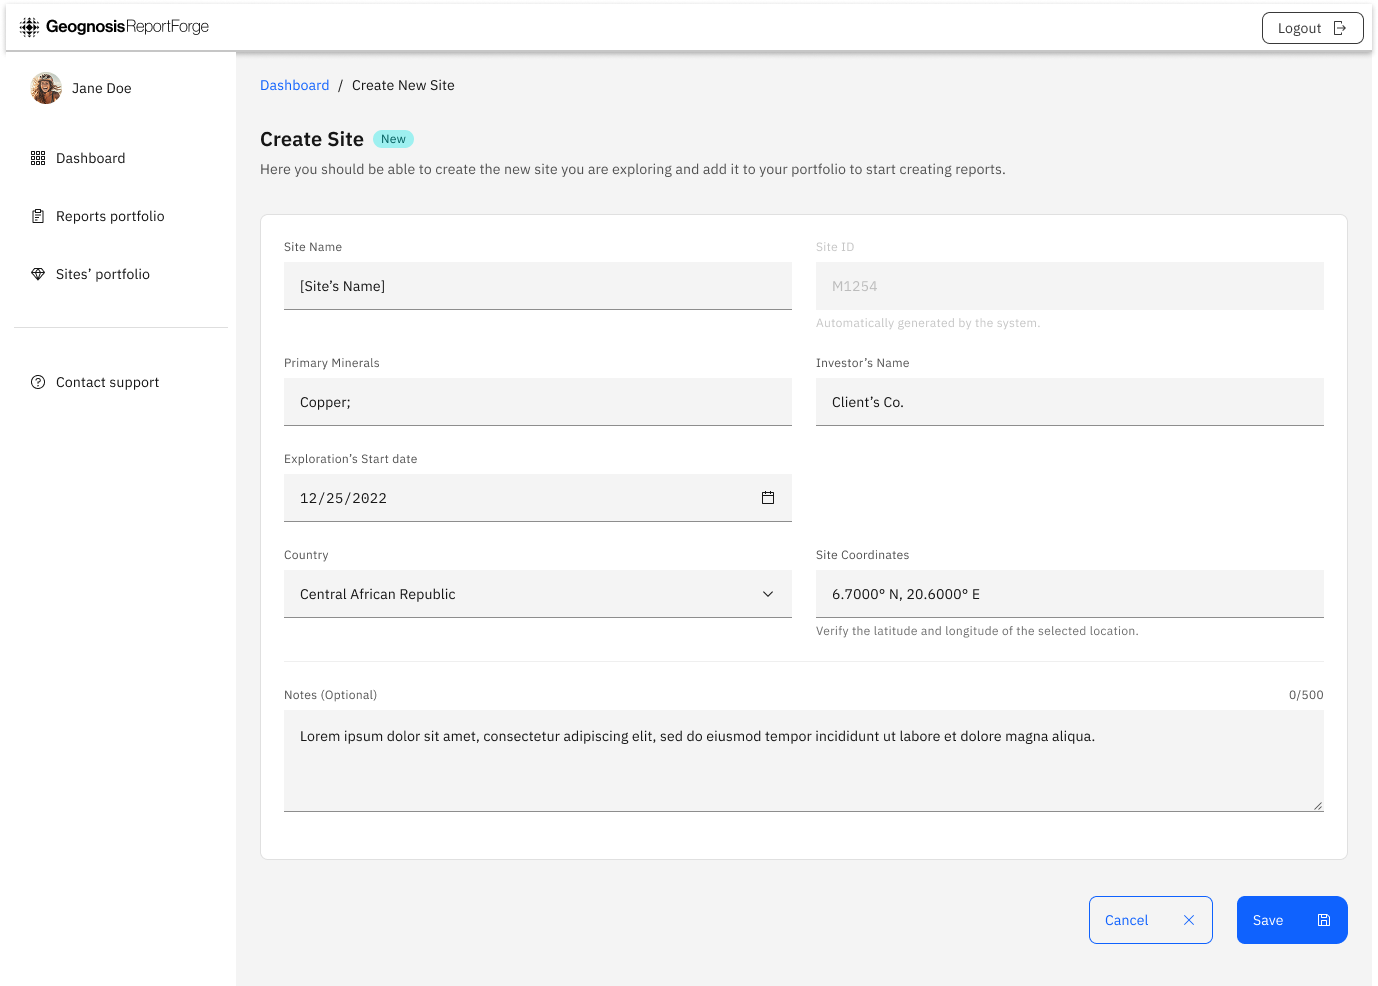 Geognosis ReportForge
Logout
Jane Doe
Dashboard
Reports portfolio
Sites’ portfolio
Contact support
Dashboard / Create New Site
Create Site New
Here you should be able to create the new site you are exploring and add it to your portfolio to start creating reports.
Site Name
[Site’s Name]
Site ID
M1254
Automatically generated by the system.
Primary Minerals
Copper;
Investor’s Name
Client’s Co.
Exploration’s Start date
12/25/2022
Country
Central African Republic
Site Coordinates
6.7000° N, 20.6000° E
Verify the latitude and longitude of the selected location.
Notes (Optional)
0/500
Lorem ipsum dolor sit amet, consectetur adipiscing elit, sed do eiusmod tempor incididunt ut labore et dolore magna aliqua.
Cancel
Save